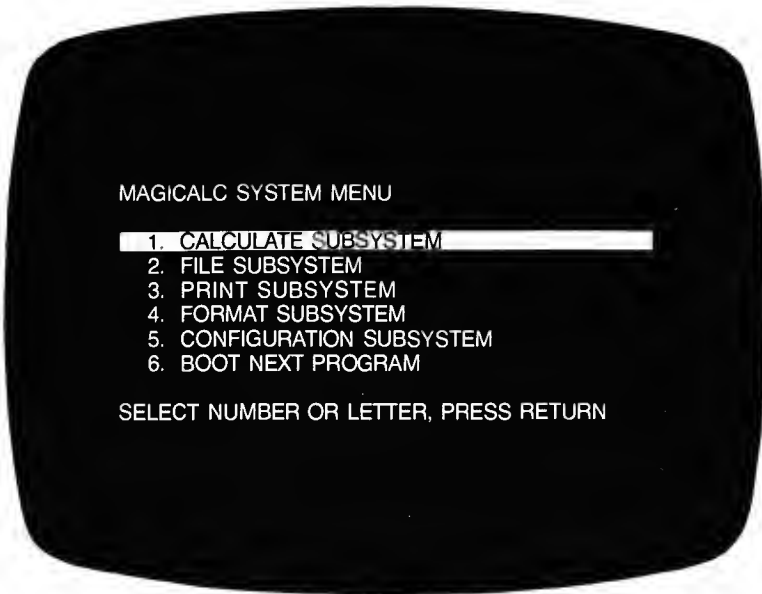 MAGICALC SYSTEM MENU
1. CALCULATE SUBSYSTEM
2. FILE SUBSYSTEM
3. PRINT SUBSYSTEM
4. FORMAT SUBSYSTEM
5. CONFIGURATION SUBSYSTEM
6. BOOT NEXT PROGRAM
SELECT NUMBER OR LETTER, PRESS RETURN